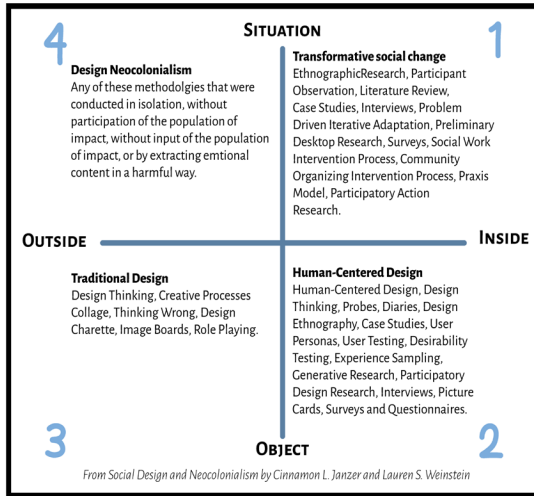 SITUATION
4
Design Neocolonialism
Any of these methodolgies that were
conducted in isolation, without
participation of the population of
impact, without input of the population
of impact, or by extracting emtional
content in a harmful way.
1
Transformative social change
EthnographicResearch, Participant
Observation, Literature Review,
Case Studies, Interviews, Problem
Driven Iterative Adaptation, Preliminary
Desktop Research, Surveys, Social Work
Intervention Process, Community
Organizing Intervention Process, Praxis
Model, Participatory Action
Research.
OUTSIDE
INSIDE
Traditional Design
Design Thinking, Creative Processes
Collage, Thinking Wrong, Design
Charette, Image Boards, Role Playing.
3
Human-Centered Design
Human-Centered Design, Design
Thinking, Probes, Diaries, Design
Ethnography, Case Studies, User
Personas, User Testing, Desirability
Testing, Experience Sampling,
Generative Research, Participatory
Design Research, Interviews, Picture
Cards, Surveys and Questionnaires.
2
OBJECT
From Social Design and Neocolonialism by Cinnamon L. Janzer and Lauren S. Weinstein